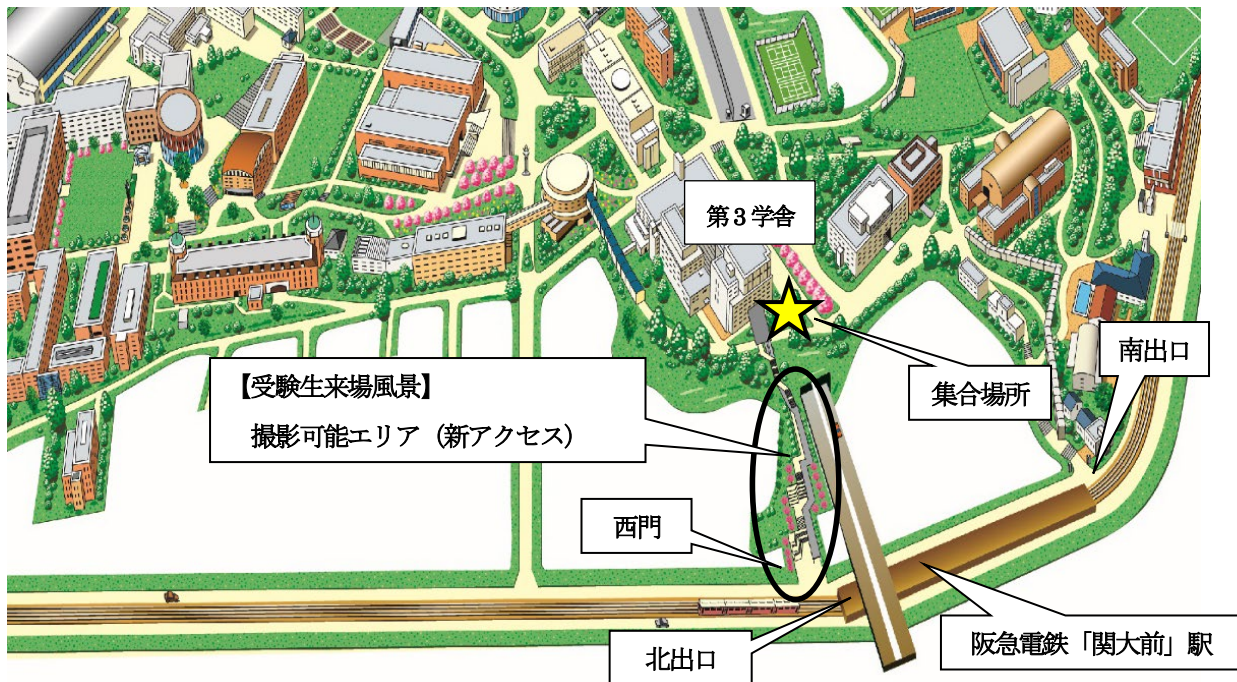 第3学舎
南出口
集合場所
【受験生来場風景】
撮影可能エリア（新アクセス）
西門
北出口
阪急電鉄「関大前」駅